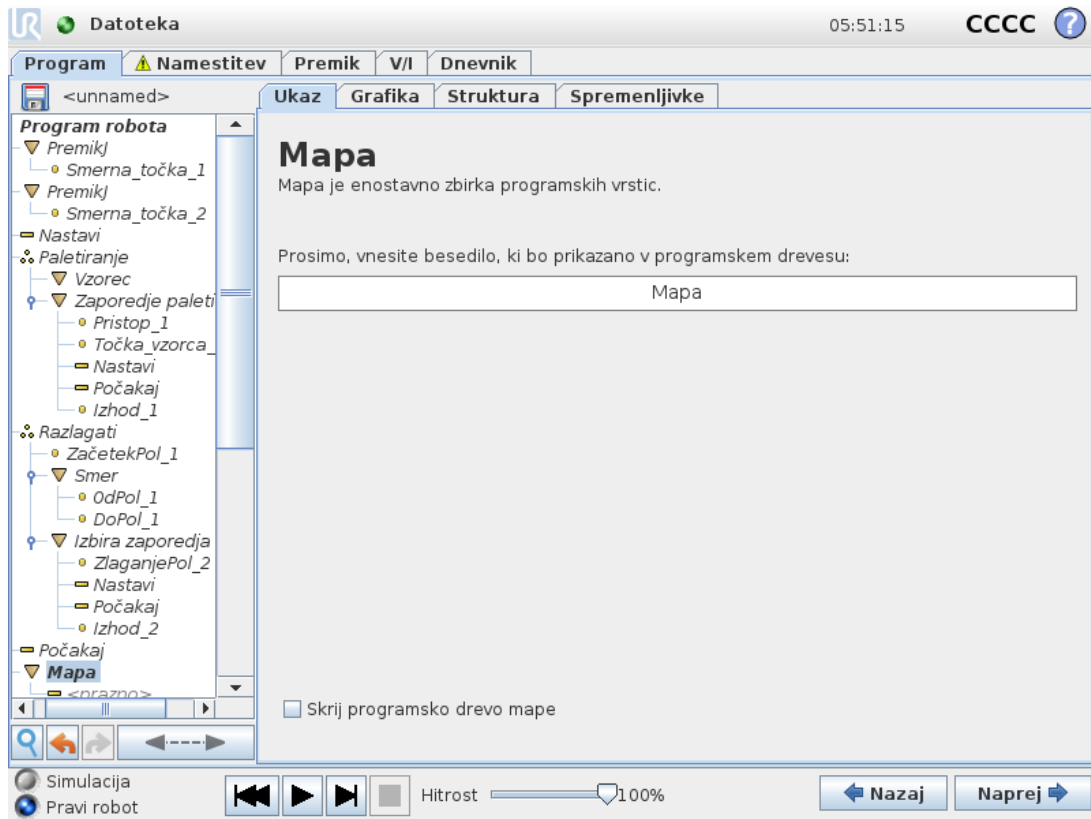 UR Datoteka 05:51:15 CCCC ?
Program Namestitev Premik V/I Dnevnik
<unnamed> Ukaz Grafika Struktura Spremenljivke
Program robota
PremikJ
Smerna_točka_1
PremikJ
Smerna_točka_2
Nastavi
Paletiranje
Vzorec
Zaporedje paleti
Pristop_1
Točka_vzorca_
Nastavi
Počakaj
Izhod_1
Razlagati
ZačetekPol_1
Smer
OdPol_1
DoPol_1
Izbira zaporedja
ZlaganjePol_2
Nastavi
Počakaj
Izhod_2
Počakaj
Mapa
<prazno>
Mapa
Mapa je enostavno zbirka programskih vrstic.
Prosimo, vnesite besedilo, ki bo prikazano v programskem drevesu:
Mapa
Skrij programsko drevo mape
Simulacija
Pravi robot
Hitrost 100%
Nazaj Naprej